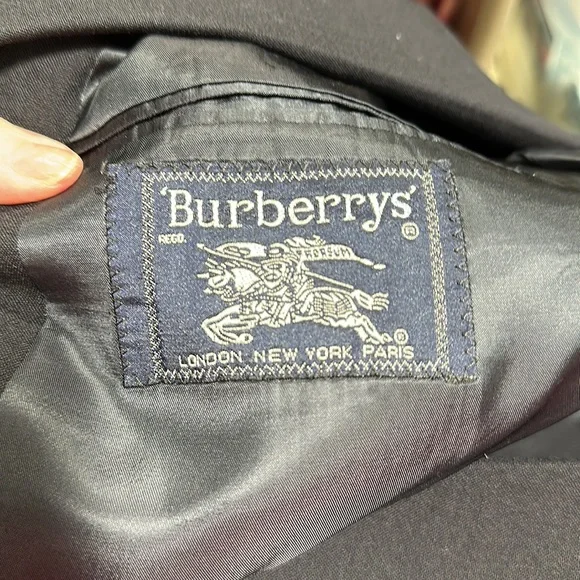 'Burberrys'
®
REGD.
PRORSUM
®
LONDON NEW YORK PARIS